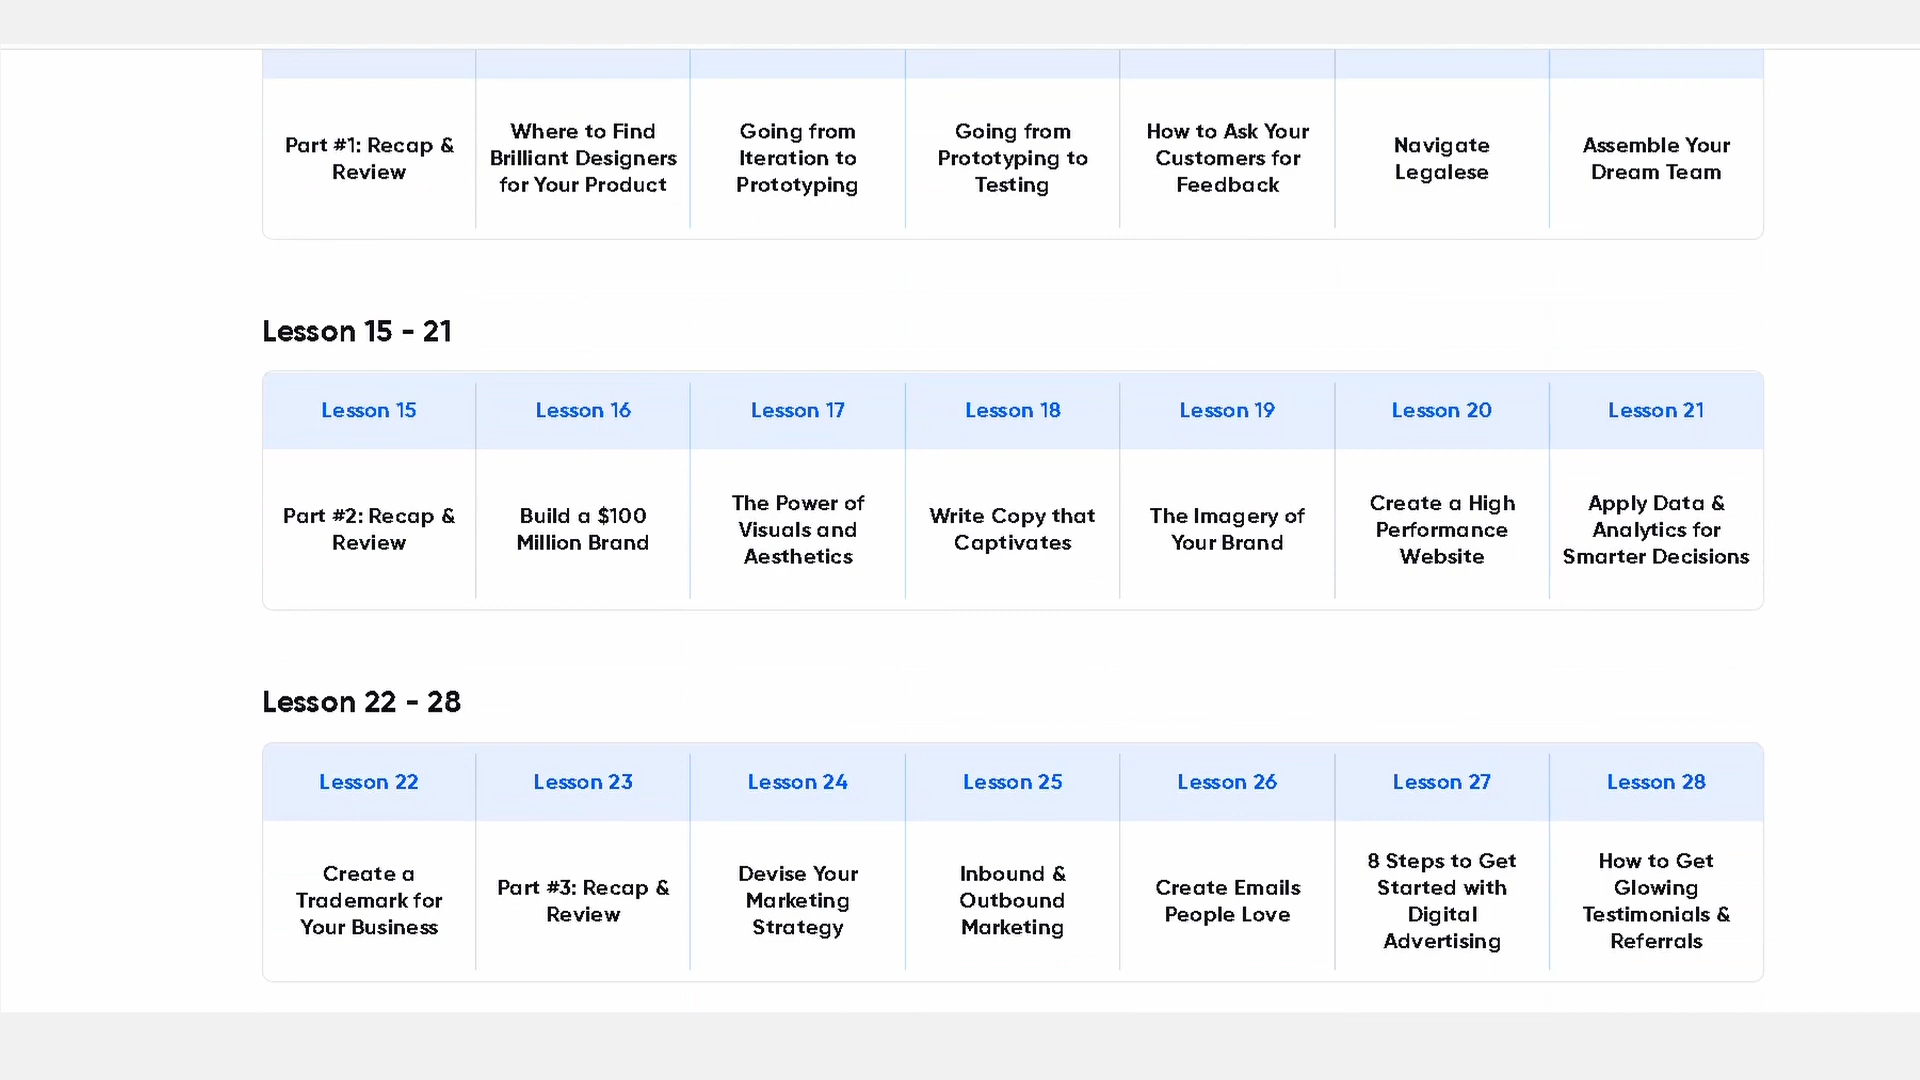 Part #1: Recap &
Review
Where to Find
Brilliant Designers
for Your Product
Going from
Iteration to
Prototyping
Going from
Prototyping to
Testing
How to Ask Your
Customers for
Feedback
Navigate
Legalese
Assemble Your
Dream Team
Lesson 15 - 21
Lesson 15
Lesson 16
Lesson 17
Lesson 18
Lesson 19
Lesson 20
Lesson 21
Part #2: Recap &
Review
Build a $100
Million Brand
The Power of
Visuals and
Aesthetics
Write Copy that
Captivates
The Imagery of
Your Brand
Create a High
Performance
Website
Apply Data &
Analytics for
Smarter Decisions
Lesson 22 - 28
Lesson 22
Lesson 23
Lesson 24
Lesson 25
Lesson 26
Lesson 27
Lesson 28
Create a
Trademark for
Your Business
Part #3: Recap &
Review
Devise Your
Marketing
Strategy
Inbound &
Outbound
Marketing
Create Emails
People Love
8 Steps to Get
Started with
Digital
Advertising
How to Get
Glowing
Testimonials &
Referrals